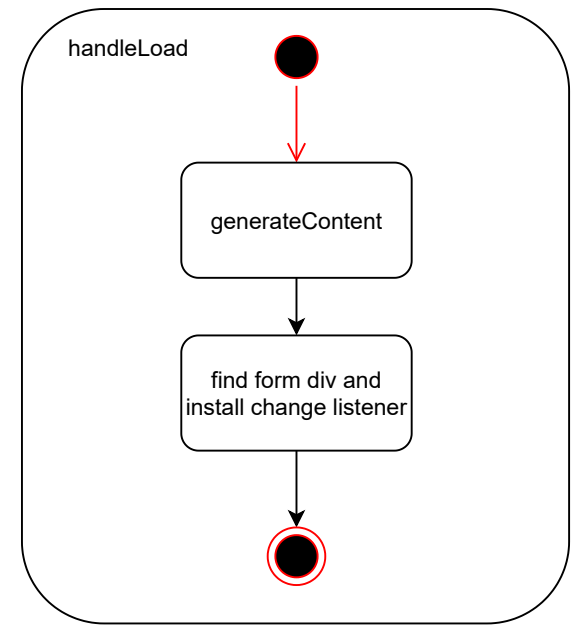 handleLoad
generateContent
find form div and
install change listener